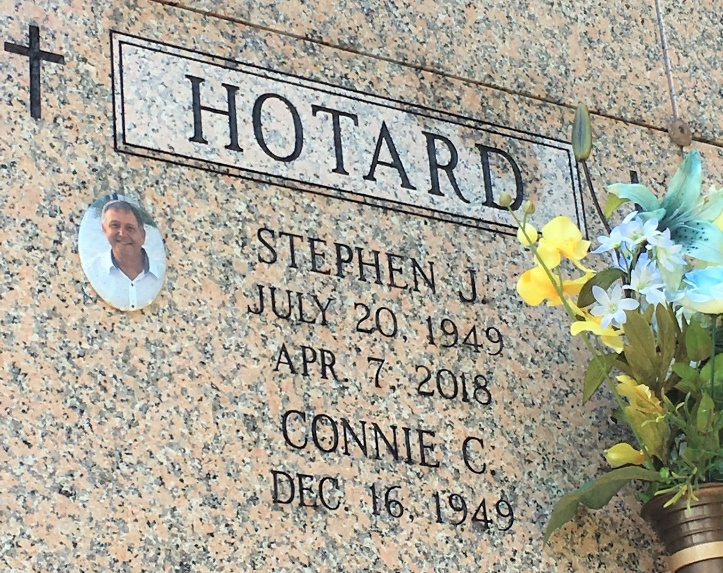 HOTARD
STEPHEN J.
JULY 20, 1949
APR. 7, 2018
CONNIE C.
DEC. 16, 1949